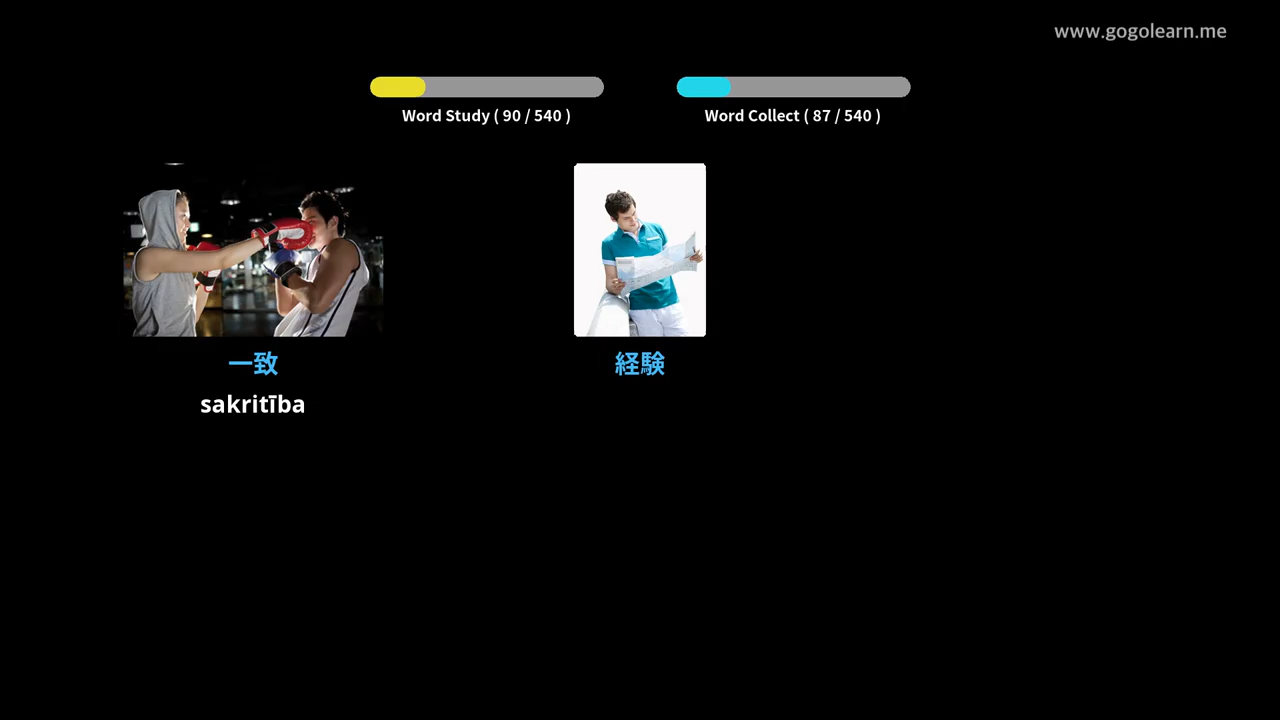 www.gogolearn.me
Word Study ( 90 / 540 )
Word Collect ( 87 / 540 )
一致
経験
sakritība